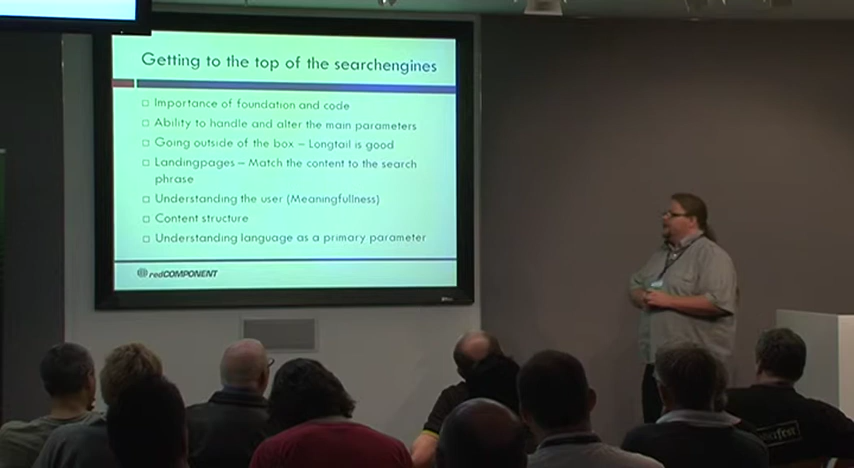 Getting to the top of the searchengines
Importance of foundation and code
Ability to handle and alter the main parameters
Going outside of the box – Longtail is good
Landingpages – Match the content to the search
phrase
Understanding the user (Meaningfullness)
Content structure
Understanding language as a primary parameter
redCOMPONENT